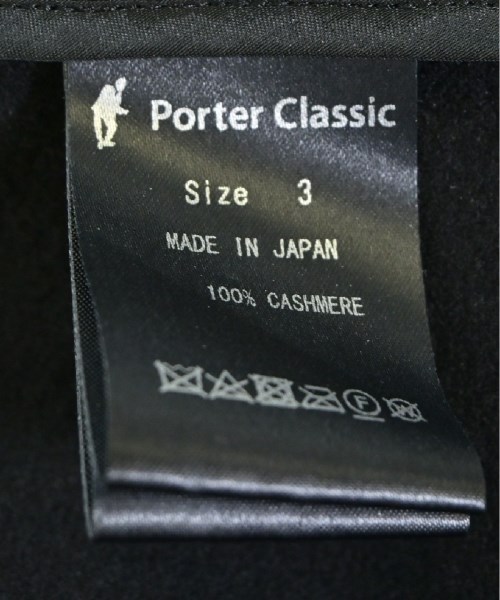 Porter Classic
Size 3
MADE IN JAPAN
100% CASHMERE
F
W